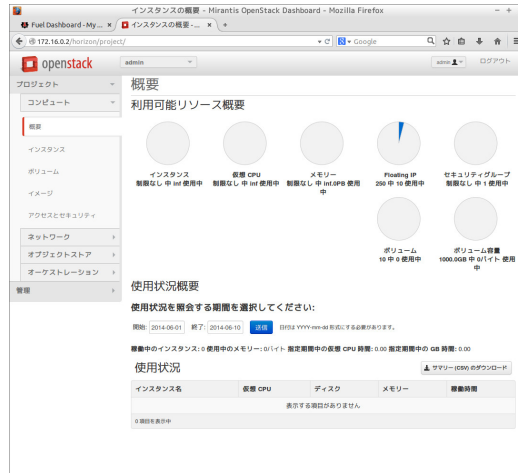 インスタンスの概要 - Mirantis OpenStack Dashboard - Mozilla Firefox
Fuel Dashboard - My ... ×
インスタンスの概要 - ... ×
172.16.0.2/horizon/project/
Google
openstack
admin
admin
ログアウト
プロジェクト
コンピュート
概要
インスタンス
ボリューム
イメージ
アクセスとセキュリティ
ネットワーク
オブジェクトストア
オーケストレーション
管理
概要
利用可能リソース概要
インスタンス
制限なし 中 inf 使用中
仮想 CPU
制限なし 中 inf 使用中
メモリー
制限なし 中 inf.0PB 使用中
Floating IP
250 中 10 使用中
セキュリティグループ
制限なし 中 1 使用中
ボリューム
10 中 0 使用中
ボリューム容量
1000.0GB 中 0バイト 使用中
使用状況概要
使用状況を照会する期間を選択してください:
開始: 2014-06-01 終了: 2014-06-10 送信 日付は YYYY-mm-dd 形式にする必要があります。
稼働中のインスタンス: 0 使用中のメモリー: 0バイト 指定期間中の仮想 CPU 時間: 0.00 指定期間中の GB 時間: 0.00
使用状況
サマリー (CSV) のダウンロード
インスタンス名 仮想 CPU ディスク メモリー 稼働時間
表示する項目がありません
0 項目を表示中